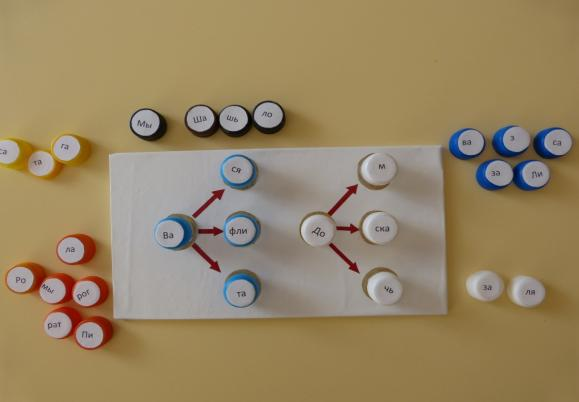 Мы Ша шь ло
са та га
ва з са
за Ли
ся м
Ва фли До ска
та чь
ла
Ро мы рог
рат Пи
за ля